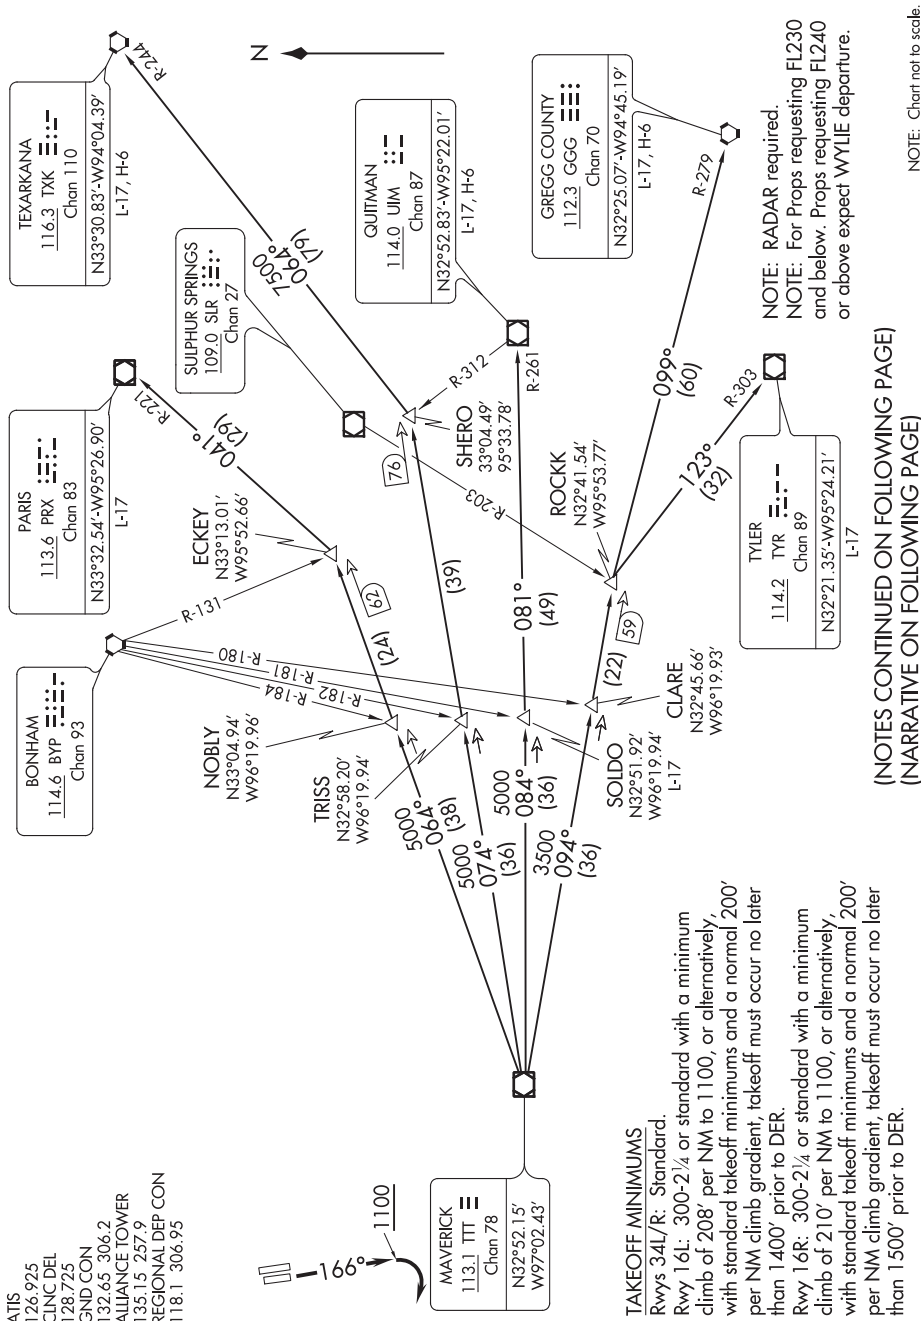 ATIS
126.925
CLNC DEL
128.725
GND CON
132.65 306.2
ALLIANCE TOWER
135.15 257.9
REGIONAL DEP CON
118.1 306.95
166°
1100
MAVERICK
113.1 TTT
Chan 78
N32°52.15'
W97°02.43'
BONHAM
114.6 BYP
Chan 93
PARIS
113.6 PRX
Chan 83
N33°32.54'-W95°26.90'
L-17
TEXARKANA
116.3 TXK
Chan 110
N33°30.83'-W94°04.39'
L-17, H-6
SULPHUR SPRINGS
109.0 SLR
Chan 27
QUITMAN
114.0 UIM
Chan 87
N32°52.83'-W95°22.01'
L-17, H-6
GREGG COUNTY
112.3 GGG
Chan 70
N32°25.07'-W94°45.19'
L-17, H-6
TYLER
114.2 TYR
Chan 89
N32°21.35'-W95°24.21'
L-17
N
R-244
7500
064°
(79)
R-221
041°
(29)
ECKEY
N33°13.01'
W95°52.66'
R-131
62
(24)
R-180
R-181
R-182
R-184
NOBLY
N33°04.94'
W96°19.96'
TRISS
N32°58.20'
W96°19.94'
5000
064°
(38)
5000
074°
(36)
5000
084°
(36)
3500
094°
(36)
76
(39)
SHERO
33°04.49'
95°33.78'
R-312
R-261
081°
(49)
R-203
ROCKK
N32°41.54'
W95°53.77'
59
(22)
CLARE
N32°45.66'
W96°19.93'
SOLDO
N32°51.92'
W96°19.94'
L-17
R-279
099°
(60)
R-303
123°
(32)
TAKEOFF MINIMUMS
Rwys 34L/R: Standard.
Rwy 16L: 300-2¼ or standard with a minimum
climb of 208' per NM to 1100, or alternatively,
with standard takeoff minimums and a normal 200'
per NM climb gradient, takeoff must occur no later
than 1400' prior to DER.
Rwy 16R: 300-2¼ or standard with a minimum
climb of 210' per NM to 1100, or alternatively,
with standard takeoff minimums and a normal 200'
per NM climb gradient, takeoff must occur no later
than 1500' prior to DER.
NOTE: RADAR required.
NOTE: For Props requesting FL230
and below. Props requesting FL240
or above expect WYLIE departure.
(NOTES CONTINUED ON FOLLOWING PAGE)
(NARRATIVE ON FOLLOWING PAGE)
NOTE: Chart not to scale.